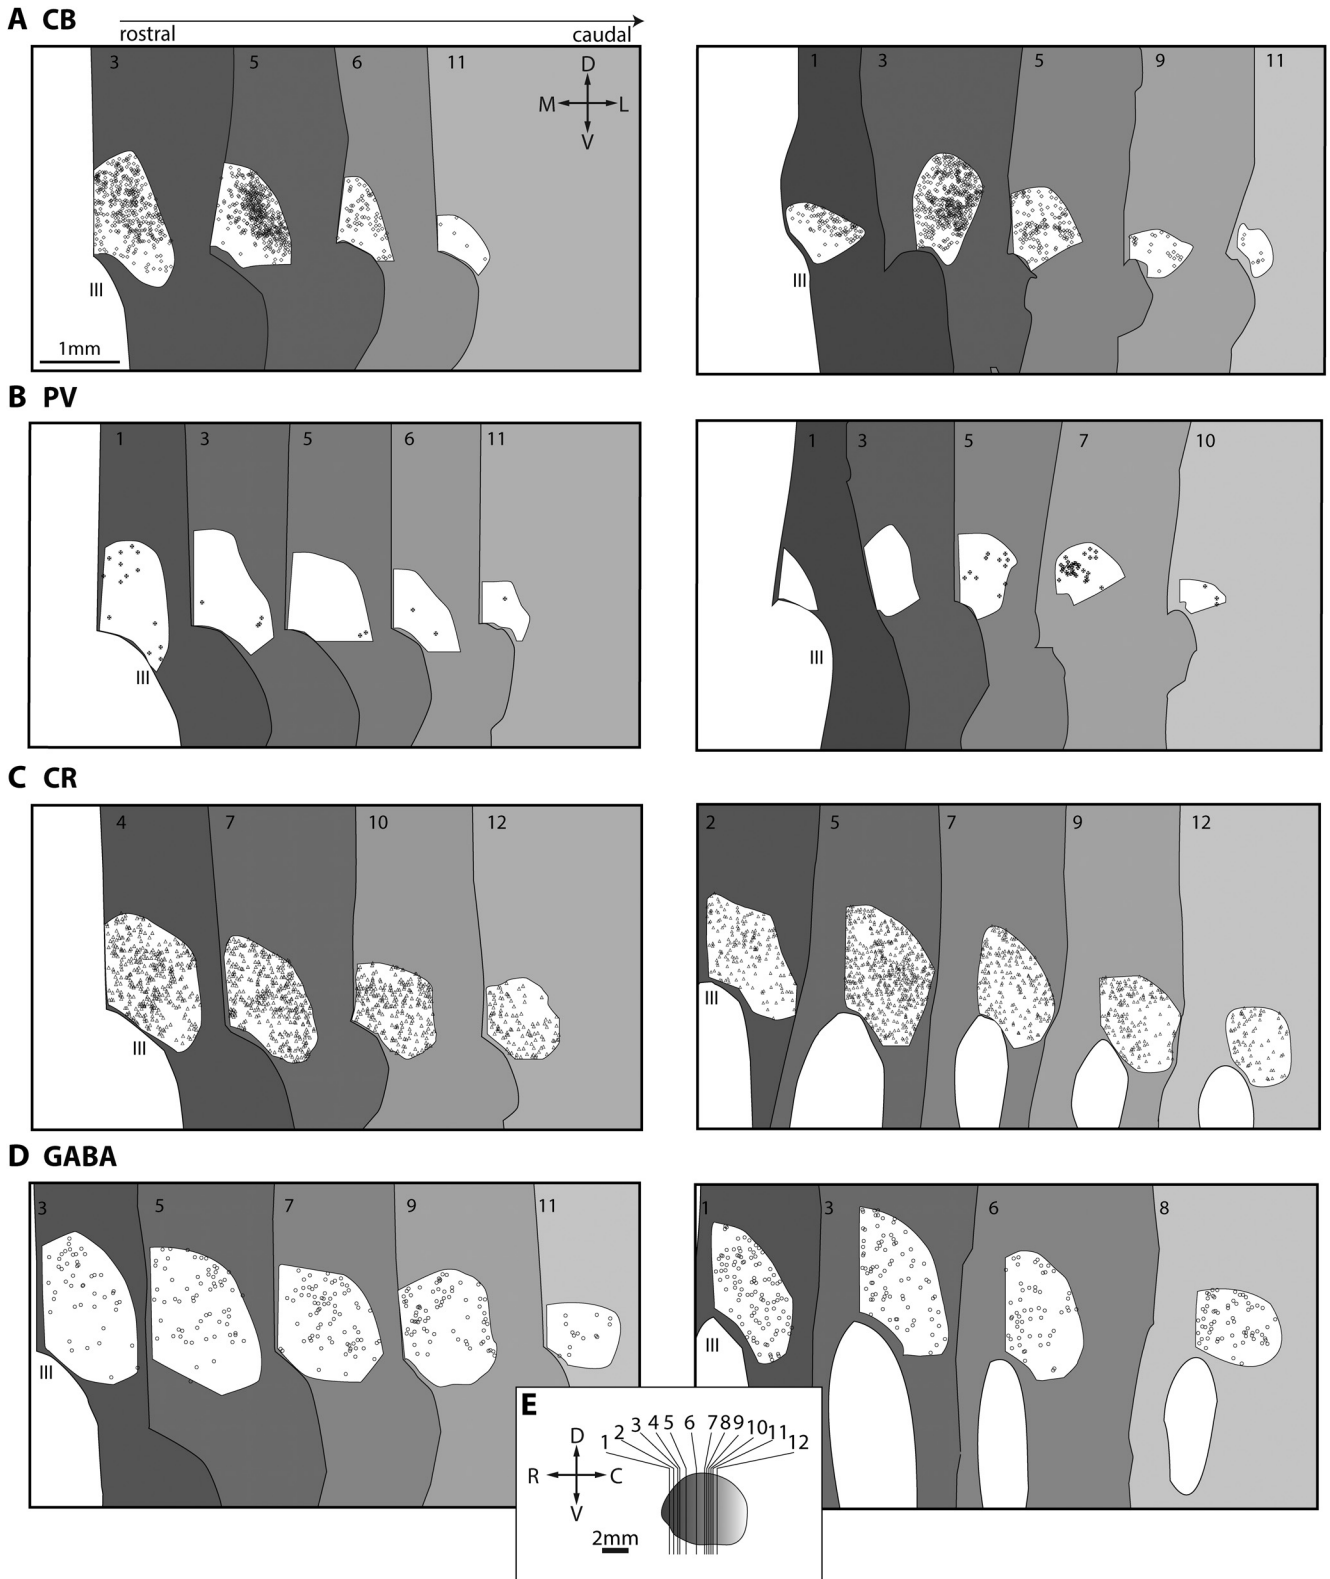 A CB
rostral
caudal
3 5 6 11
D
M L
V
III
1mm
1 3 5 9 11
III
B PV
1 3 5 6 11
III
1 3 5 7 10
III
C CR
4 7 10 12
III
2 5 7 9 12
III
D GABA
3 5 7 9 11
III
1 3 6 8
III
E
1 2 3 4 5 6 7 8 9 10 11 12
D
R C
V
2mm